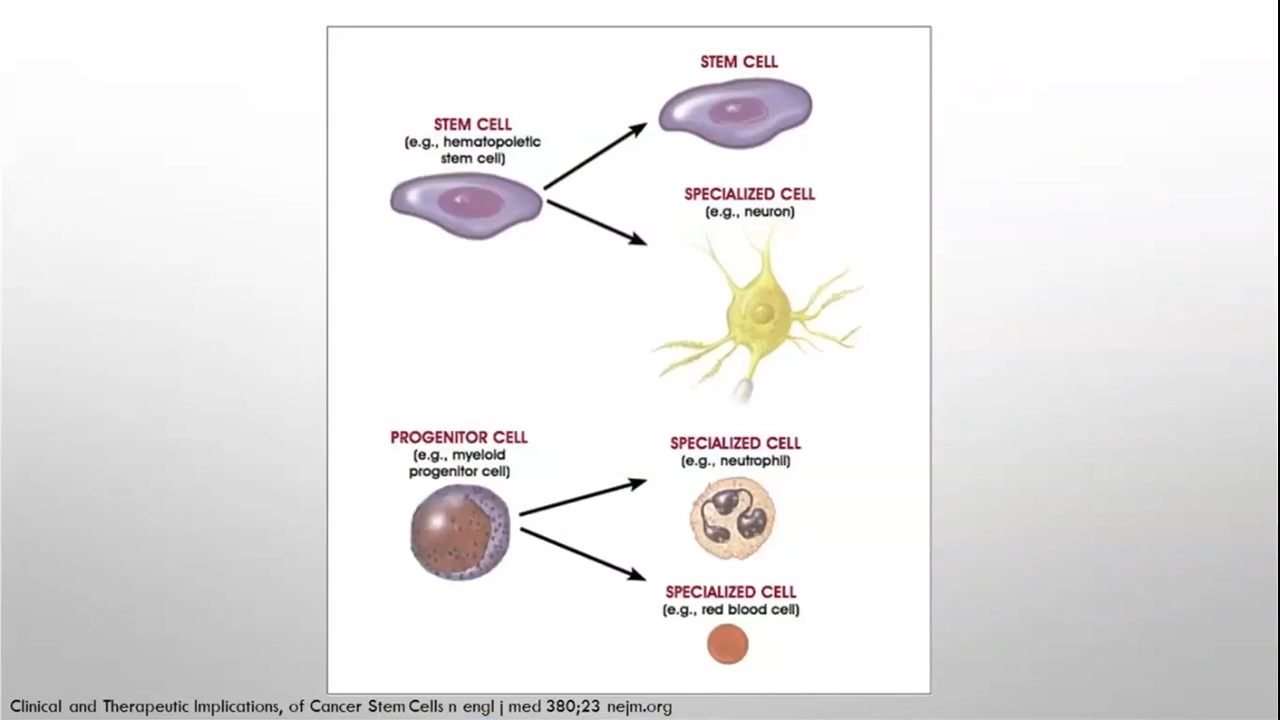 STEM CELL
STEM CELL
(e.g., hematopoietic
stem cell)
SPECIALIZED CELL
(e.g., neuron)
PROGENITOR CELL
(e.g., myeloid
progenitor cell)
SPECIALIZED CELL
(e.g., neutrophil)
SPECIALIZED CELL
(e.g., red blood cell)
Clinical and Therapeutic Implications, of Cancer Stem Cells n engl j med 380;23 nejm.org